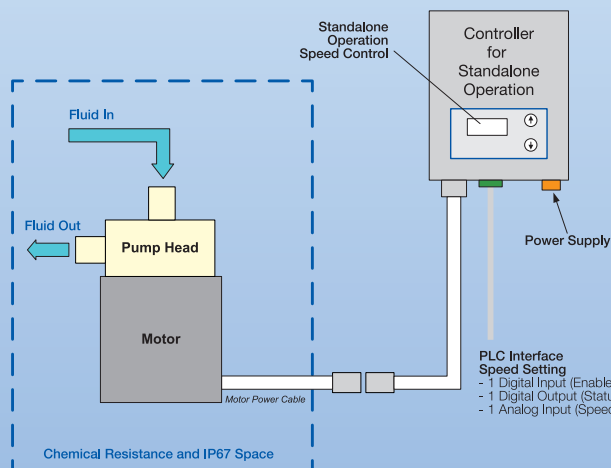 Standalone
Operation
Speed Control
Controller
for
Standalone
Operation
Fluid In
Fluid Out
Pump Head
Power Supply
Motor
PLC Interface
Speed Setting
- 1 Digital Input (Enable
- 1 Digital Output (Status
- 1 Analog Input (Speed
Motor Power Cable
Chemical Resistance and IP67 Space